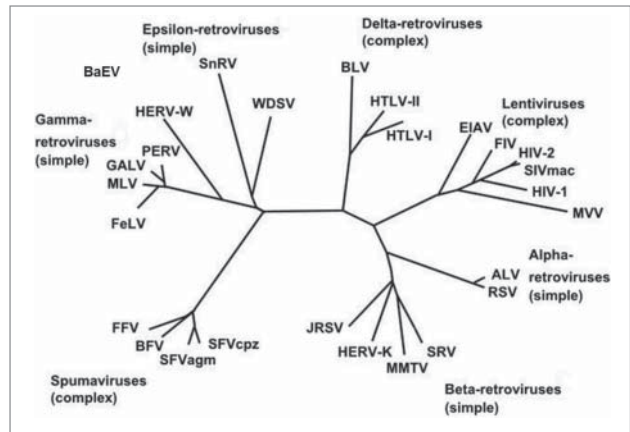 Epsilon-retroviruses
(simple)
Delta-retroviruses
(complex)
BaEV
SnRV
BLV
WDSV
HTLV-II
HTLV-I
Lentiviruses
(complex)
Gamma-
retroviruses
(simple)
HERV-W
PERV
GALV
MLV
FeLV
EIAV
FIV
HIV-2
SIVmac
HIV-1
MVV
Alpha-
retroviruses
(simple)
ALV
RSV
FFV
BFV
SFVagm
SFVcpz
JRSV
HERV-K
MMTV
SRV
Spumaviruses
(complex)
Beta-retroviruses
(simple)